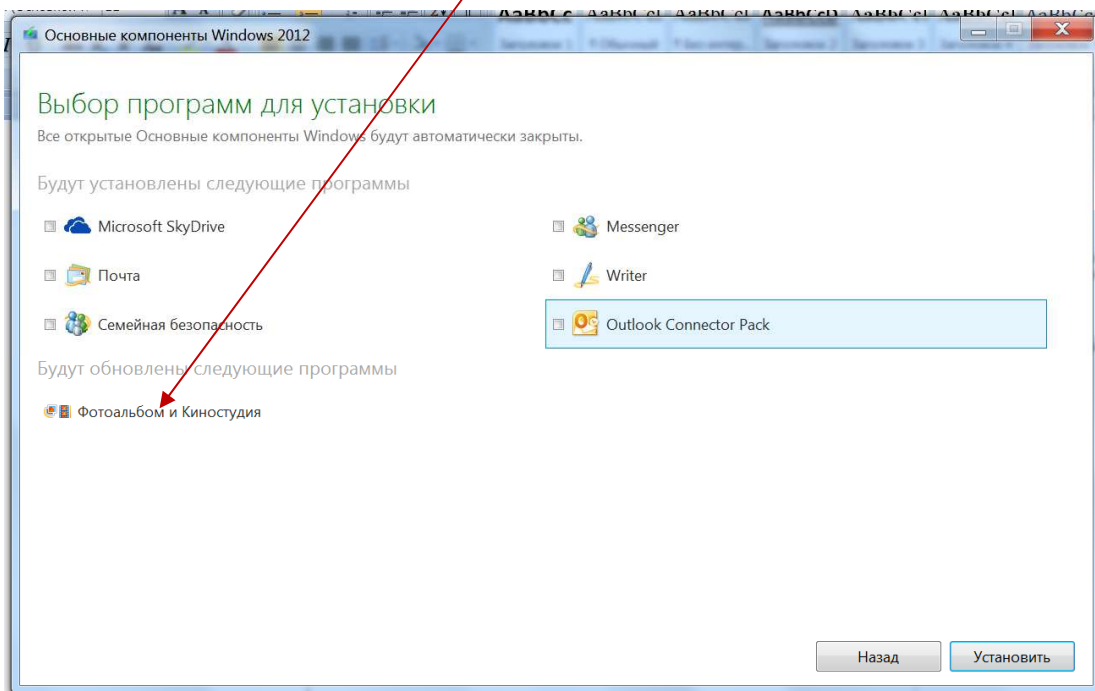 Основные компоненты Windows 2012
Выбор программ для установки
Все открытые Основные компоненты Windows будут автоматически закрыты.
Будут установлены следующие программы
Microsoft SkyDrive
Messenger
Почта
Writer
Семейная безопасность
Outlook Connector Pack
Будут обновлены следующие программы
Фотоальбом и Киностудия
Назад
Установить